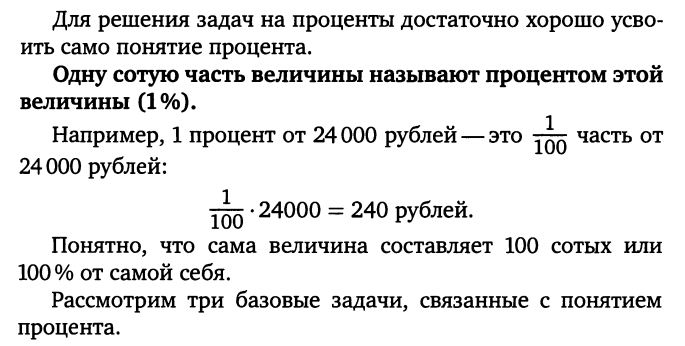 Для решения задач на проценты достаточно хорошо усво-
ить само понятие процента.
Одну сотую часть величины называют процентом этой
величины (1 %).
Например, 1 процент от 24 000 рублей — это 1/100 часть от
24 000 рублей:
1/100 · 24000 = 240 рублей.
Понятно, что сама величина составляет 100 сотых или
100 % от самой себя.
Рассмотрим три базовые задачи, связанные с понятием
процента.